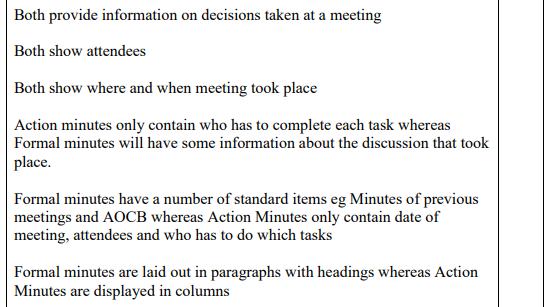 Both provide information on decisions taken at a meeting
Both show attendees
Both show where and when meeting took place
Action minutes only contain who has to complete each task whereas
Formal minutes will have some information about the discussion that took
place.
Formal minutes have a number of standard items eg Minutes of previous
meetings and AOCB whereas Action Minutes only contain date of
meeting, attendees and who has to do which tasks
Formal minutes are laid out in paragraphs with headings whereas Action
Minutes are displayed in columns